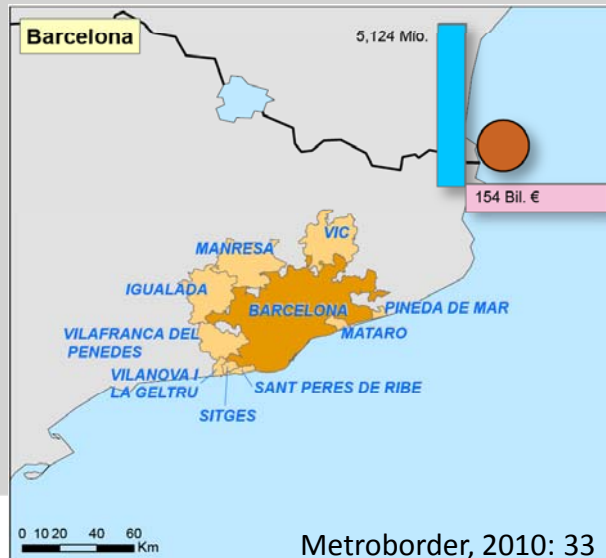 Barcelona
5,124 Mio.
154 Bil. €
VIC
MANRESA
IGUALADA
BARCELONA
PINEDA DE MAR
MATARO
VILAFRANCA DEL
PENEDES
VILANOVA I
LA GELTRU
SANT PERES DE RIBE
SITGES
0 10 20 40 60
Km
Metroborder, 2010: 33